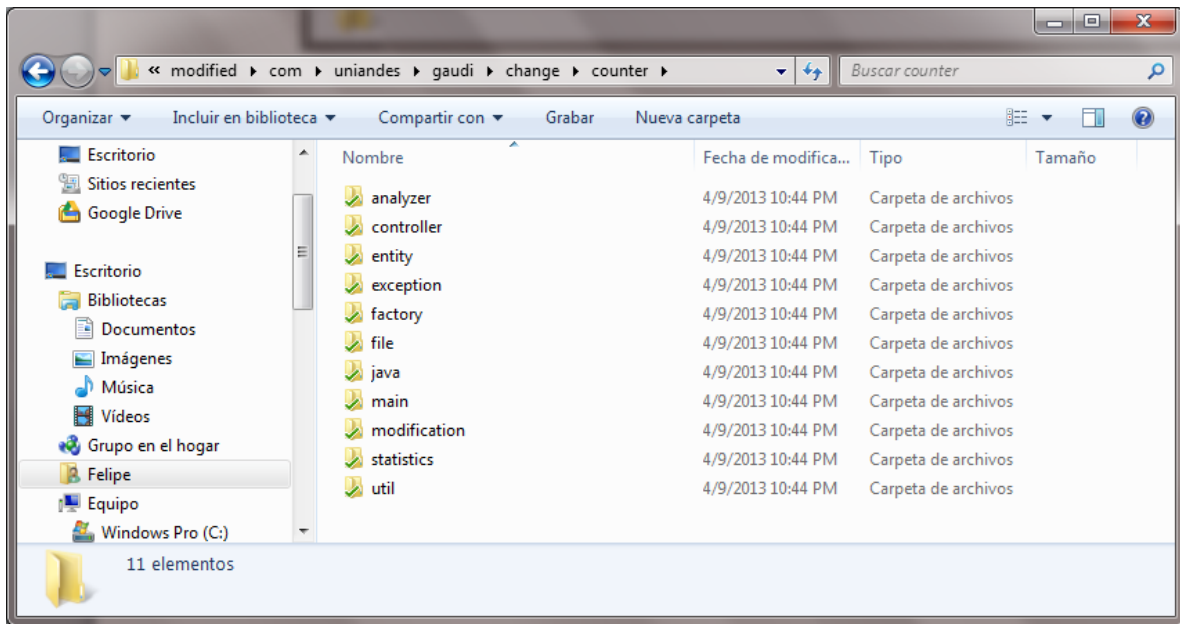 « modified ▸ com ▸ uniandes ▸ gaudi ▸ change ▸ counter ▸ Buscar counter
Organizar Incluir en biblioteca Compartir con Grabar Nueva carpeta
Escritorio
Sitios recientes
Google Drive
Escritorio
Bibliotecas
Documentos
Imágenes
Música
Vídeos
Grupo en el hogar
Felipe
Equipo
Windows Pro (C:)
Nombre Fecha de modifica... Tipo Tamaño
analyzer 4/9/2013 10:44 PM Carpeta de archivos
controller 4/9/2013 10:44 PM Carpeta de archivos
entity 4/9/2013 10:44 PM Carpeta de archivos
exception 4/9/2013 10:44 PM Carpeta de archivos
factory 4/9/2013 10:44 PM Carpeta de archivos
file 4/9/2013 10:44 PM Carpeta de archivos
java 4/9/2013 10:44 PM Carpeta de archivos
main 4/9/2013 10:44 PM Carpeta de archivos
modification 4/9/2013 10:44 PM Carpeta de archivos
statistics 4/9/2013 10:44 PM Carpeta de archivos
util 4/9/2013 10:44 PM Carpeta de archivos
11 elementos